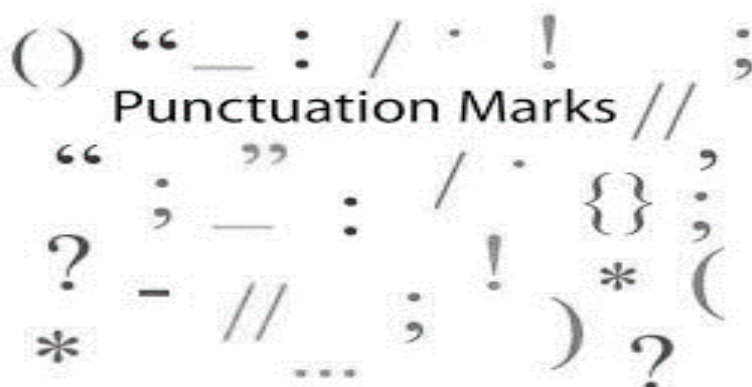 () “ _ : / . ! ;
Punctuation Marks //
“ ; ” _ : / . {} , ;
? - // ; ! * (
* ... ) ?